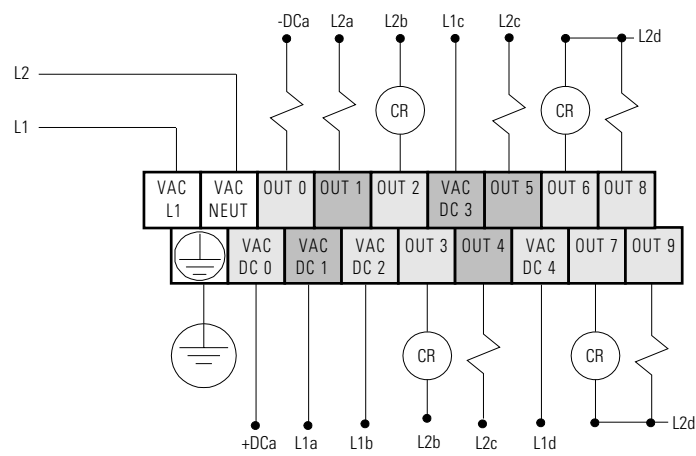 -DCa L2a L2b L1c L2c L2d
L2
CR CR
L1
VAC L1 VAC NEUT OUT 0 OUT 1 OUT 2 VAC DC 3 OUT 5 OUT 6 OUT 8
VAC DC 0 VAC DC 1 VAC DC 2 OUT 3 OUT 4 VAC DC 4 OUT 7 OUT 9
CR CR
+DCa L1a L1b L2b L2c L1d L2d